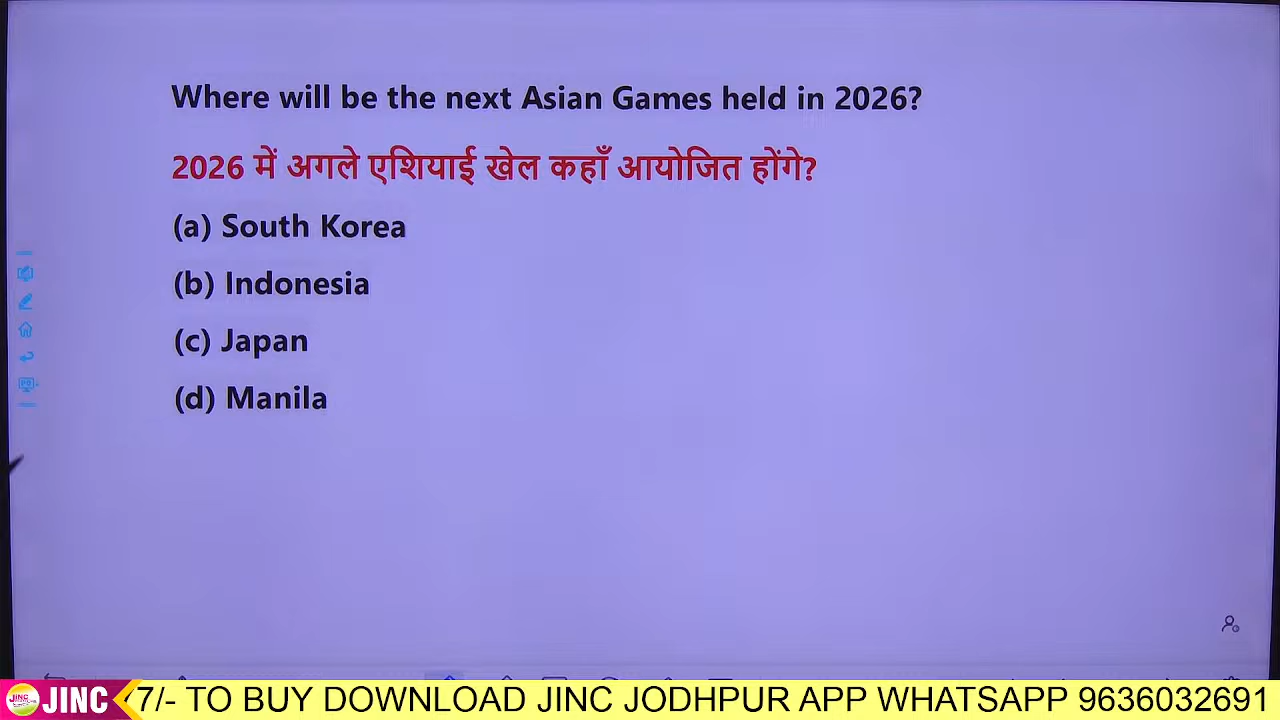 Where will be the next Asian Games held in 2026?
2026 में अगले एशियाई खेल कहाँ आयोजित होंगे?
(a) South Korea
(b) Indonesia
(c) Japan
(d) Manila
JINC 7/- TO BUY DOWNLOAD JINC JODHPUR APP WHATSAPP 9636032691